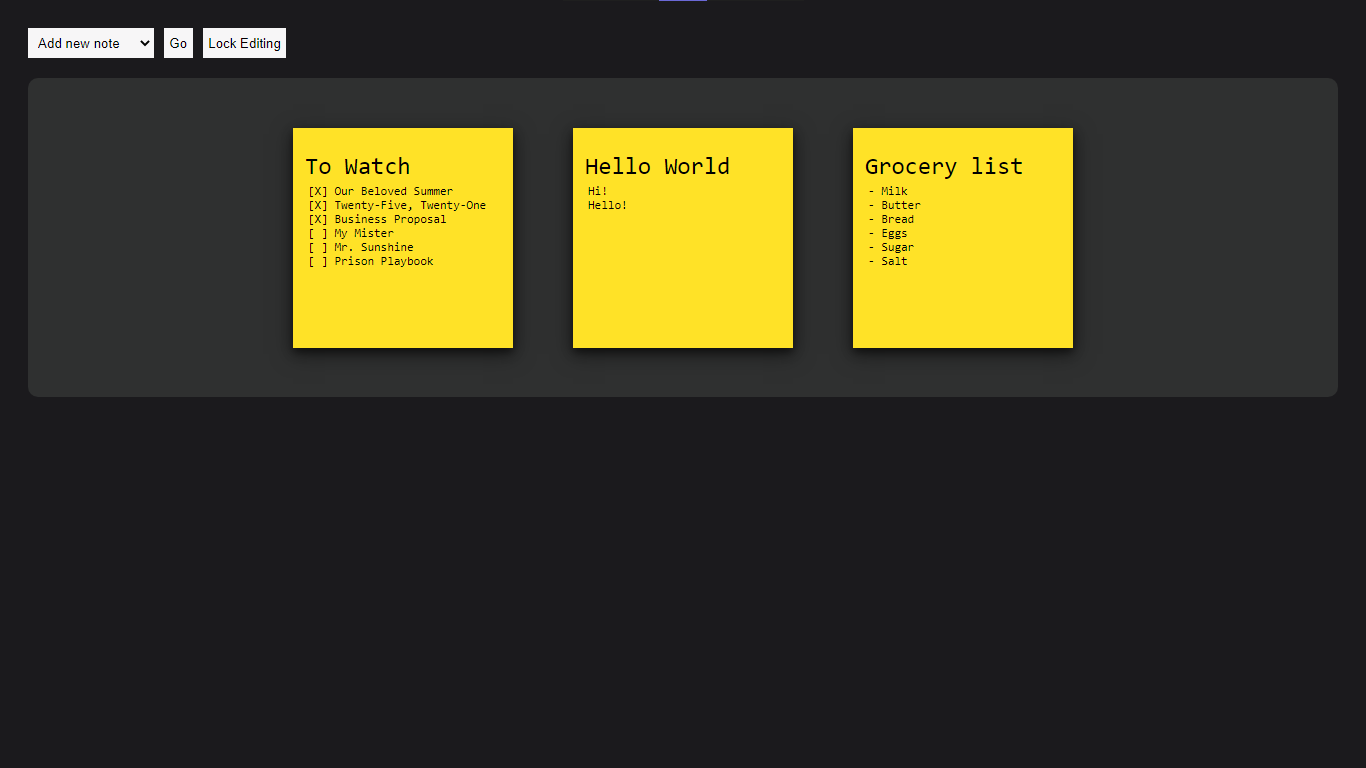 Add new note Go Lock Editing
To Watch
[X] Our Beloved Summer
[X] Twenty-Five, Twenty-One
[X] Business Proposal
[ ] My Mister
[ ] Mr. Sunshine
[ ] Prison Playbook
Hello World
Hi!
Hello!
Grocery list
- Milk
- Butter
- Bread
- Eggs
- Sugar
- Salt